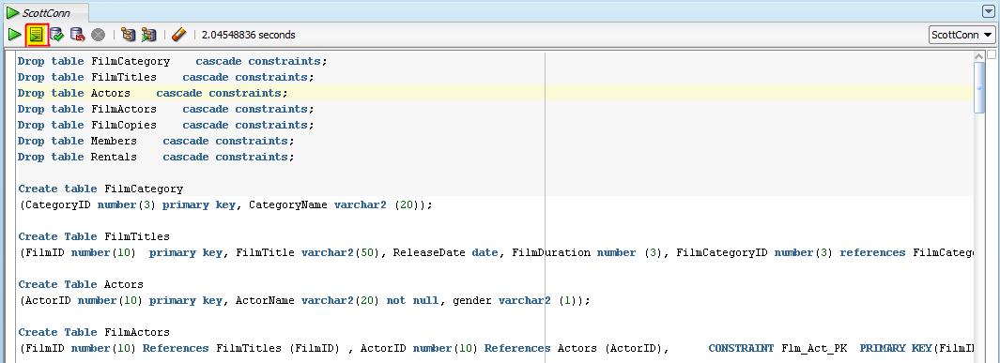 ScottConn
2.04548836 seconds
ScottConn
Drop table FilmCategory    cascade constraints;
Drop table FilmTitles    cascade constraints;
Drop table Actors    cascade constraints;
Drop table FilmActors    cascade constraints;
Drop table FilmCopies    cascade constraints;
Drop table Members    cascade constraints;
Drop table Rentals    cascade constraints;
Create table FilmCategory
(CategoryID number(3) primary key, CategoryName varchar2 (20));
Create Table FilmTitles
(FilmID number(10)  primary key, FilmTitle varchar2(50), ReleaseDate date, FilmDuration number (3), FilmCategoryID number(3) references FilmCateg
Create Table Actors
(ActorID number(10) primary key, ActorName varchar2(20) not null, gender varchar2 (1));
Create Table FilmActors
(FilmID number(10) References FilmTitles (FilmID) , ActorID number(10) References Actors (ActorID),      CONSTRAINT Flm_Act_PK  PRIMARY KEY(FilmI